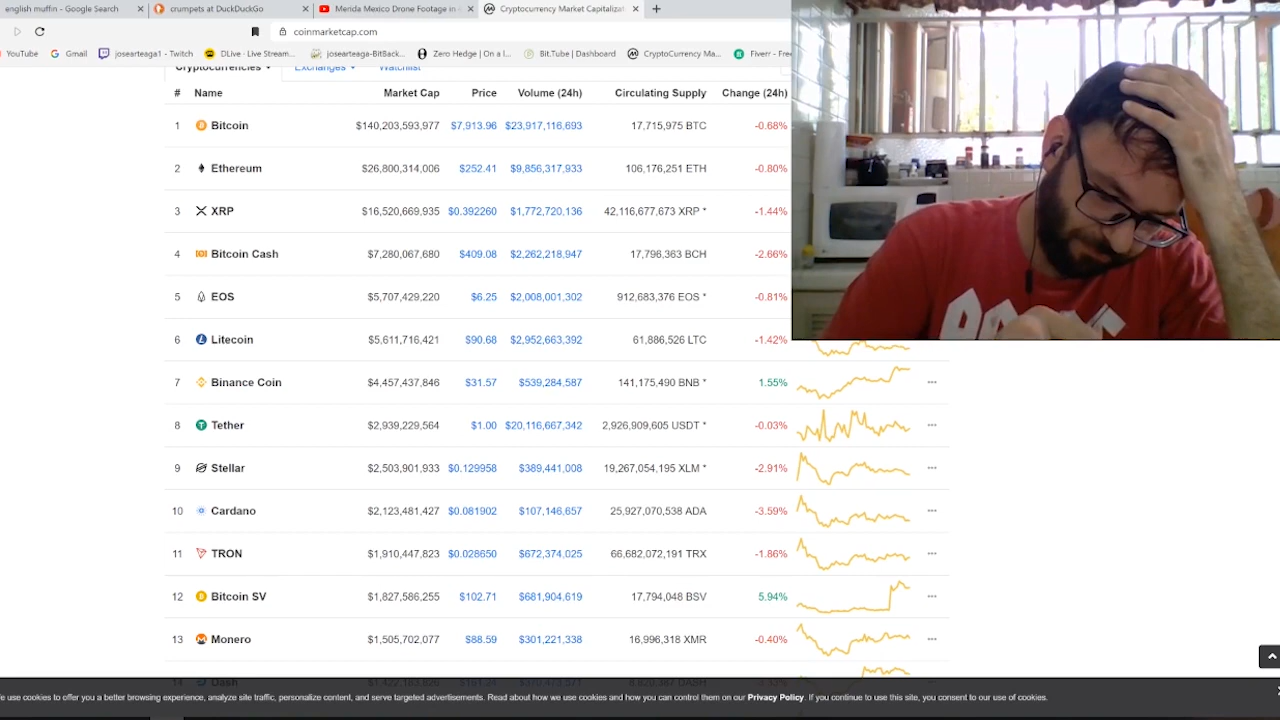 english muffin - Google Search
crumpets at DuckDuckGo
Merida Mexico Drone Footage in
Cryptocurrency Market Capitalizat
coinmarketcap.com
YouTube Gmail josearteaga1 - Twitch DLive · Live Stream... josearteaga-BitBack... Zero Hedge | On a l... Bit.Tube | Dashboard CryptoCurrency Ma... Fiverr - Fre
Cryptocurrencies Exchanges Watchlist
# Name Market Cap Price Volume (24h) Circulating Supply Change (24h)
1 Bitcoin $140,203,593,977 $7,913.96 $23,917,116,693 17,715,975 BTC -0.68%
2 Ethereum $26,800,314,006 $252.41 $9,856,317,933 106,176,251 ETH -0.80%
3 XRP $16,520,669,935 $0.392260 $1,772,720,136 42,116,677,673 XRP * -1.44%
4 Bitcoin Cash $7,280,067,680 $409.08 $2,262,218,947 17,796,363 BCH -2.66%
5 EOS $5,707,429,220 $6.25 $2,008,001,302 912,683,376 EOS * -0.81%
6 Litecoin $5,611,716,421 $90.68 $2,952,663,392 61,886,526 LTC -1.42%
7 Binance Coin $4,457,437,846 $31.57 $539,284,587 141,175,490 BNB * 1.55%
8 Tether $2,939,229,564 $1.00 $20,116,667,342 2,926,909,605 USDT * -0.03%
9 Stellar $2,503,901,933 $0.129958 $389,441,008 19,267,054,195 XLM * -2.91%
10 Cardano $2,123,481,427 $0.081902 $107,146,657 25,927,070,538 ADA -3.59%
11 TRON $1,910,447,823 $0.028650 $672,374,025 66,682,072,191 TRX -1.86%
12 Bitcoin SV $1,827,586,255 $102.71 $681,904,619 17,794,048 BSV 5.94%
13 Monero $1,505,702,077 $88.59 $301,221,338 16,996,318 XMR -0.40%
Dash
e use cookies to offer you a better browsing experience, analyze site traffic, personalize content, and serve targeted advertisements. Read about how we use cookies and how you can control them on our Privacy Policy. If you continue to use this site, you consent to our use of cookies.